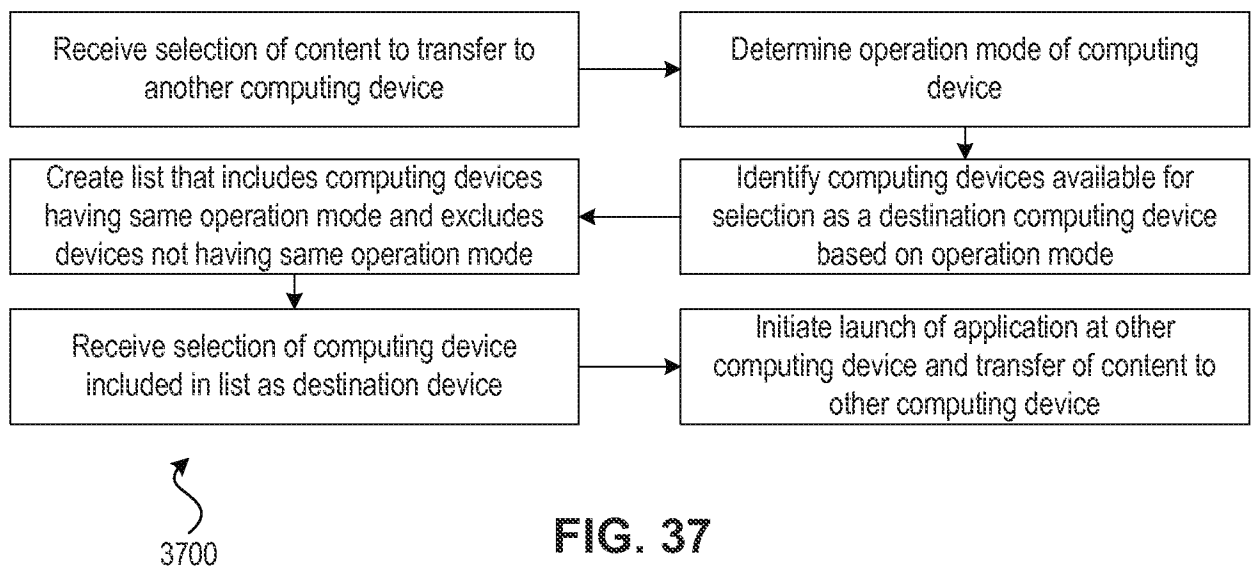 Receive selection of content to transfer to
another computing device
Determine operation mode of computing
device
Identify computing devices available for
selection as a destination computing device
based on operation mode
Create list that includes computing devices
having same operation mode and excludes
devices not having same operation mode
Receive selection of computing device
included in list as destination device
Initiate launch of application at other
computing device and transfer of content to
other computing device
3700
FIG. 37